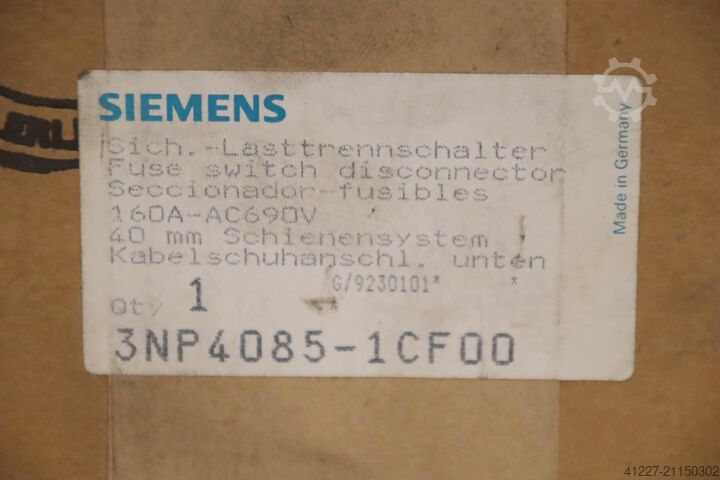 SIEMENS
Sich.-Lasttrennschalter
Fuse switch disconnector
Seccionador-fusibles
160A-AC690V
40 mm Schienensystem
Kabelschuhanschl. unten
G/9230101* *
Qty 1
3NP4085-1CF00
Made in Germany
41227-21150302